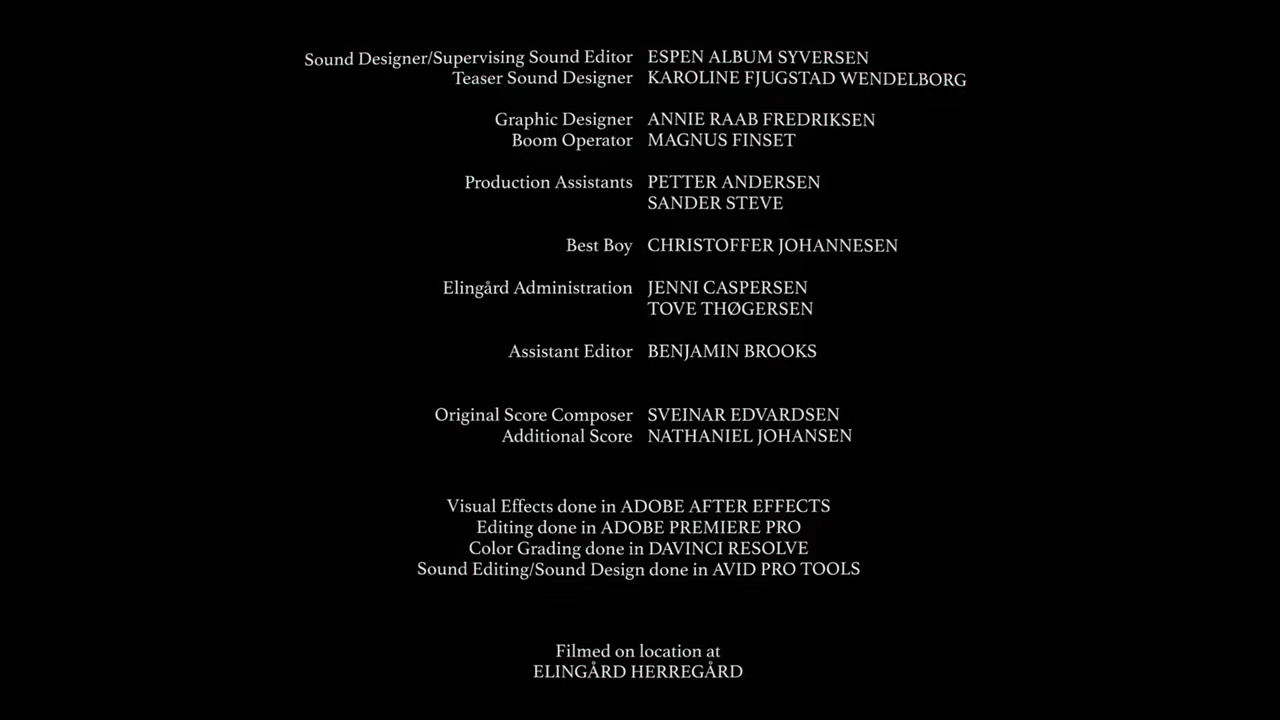 Sound Designer/Supervising Sound Editor ESPEN ALBUM SYVERSEN
Teaser Sound Designer KAROLINE FJUGSTAD WENDELBORG
Graphic Designer ANNIE RAAB FREDRIKSEN
Boom Operator MAGNUS FINSET
Production Assistants PETTER ANDERSEN
SANDER STEVE
Best Boy CHRISTOFFER JOHANNESEN
Elingård Administration JENNI CASPERSEN
TOVE THØGERSEN
Assistant Editor BENJAMIN BROOKS
Original Score Composer SVEINAR EDVARDSEN
Additional Score NATHANIEL JOHANSEN
Visual Effects done in ADOBE AFTER EFFECTS
Editing done in ADOBE PREMIERE PRO
Color Grading done in DAVINCI RESOLVE
Sound Editing/Sound Design done in AVID PRO TOOLS
Filmed on location at
ELINGÅRD HERREGÅRD